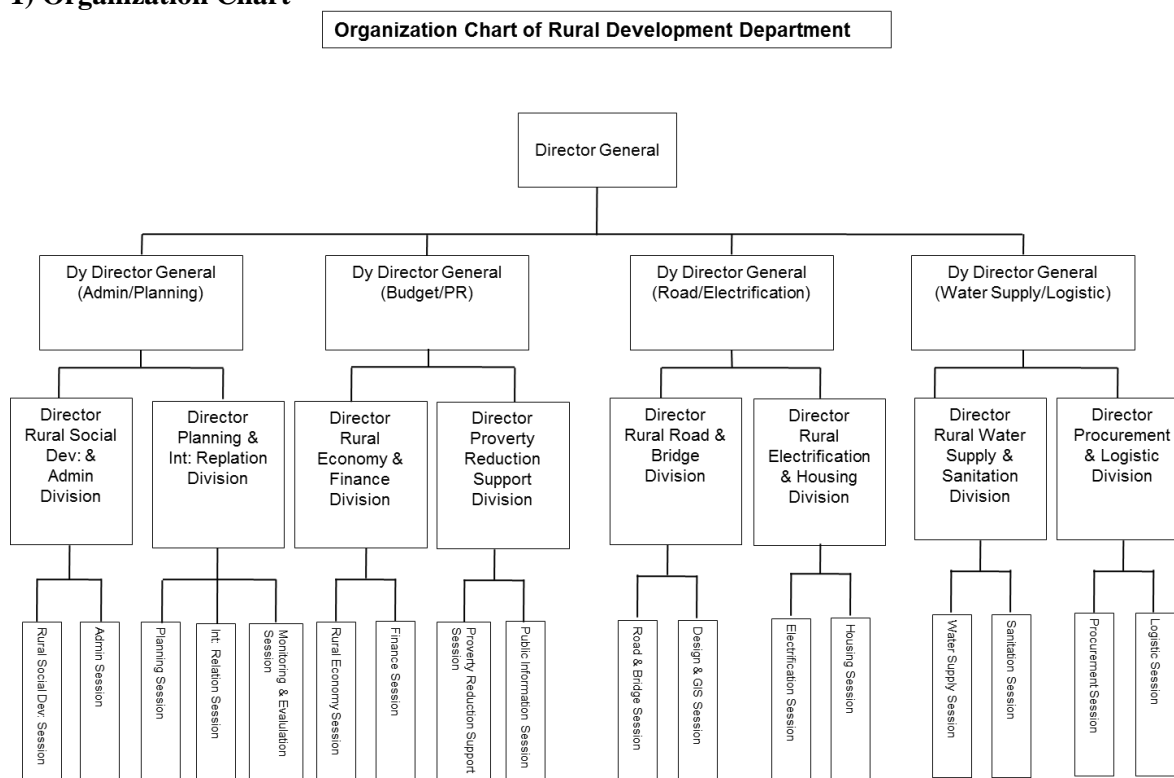 1) Organization Chart
Organization Chart of Rural Development Department
Director General
Dy Director General
(Admin/Planning)
Dy Director General
(Budget/PR)
Dy Director General
(Road/Electrification)
Dy Director General
(Water Supply/Logistic)
Director
Rural Social
Dev: &
Admin
Division
Director
Planning &
Int: Replation
Division
Director
Rural
Economy &
Finance
Division
Director
Proverty
Reduction
Support
Division
Director
Rural Road &
Bridge
Division
Director
Rural
Electrification
& Housing
Division
Director
Rural Water
Supply &
Sanitation
Division
Director
Procurement
& Logistic
Division
Rural Social Dev: Session
Admin Session
Planning Session
Int: Relation Session
Monitoring & Evalulation
Session
Rural Economy Session
Finance Session
Proverty Reduction Support
Session
Public Information Session
Road & Bridge Session
Design & GIS Session
Electrification Session
Housing Session
Water Supply Session
Sanitation Session
Procurement Session
Logistic Session